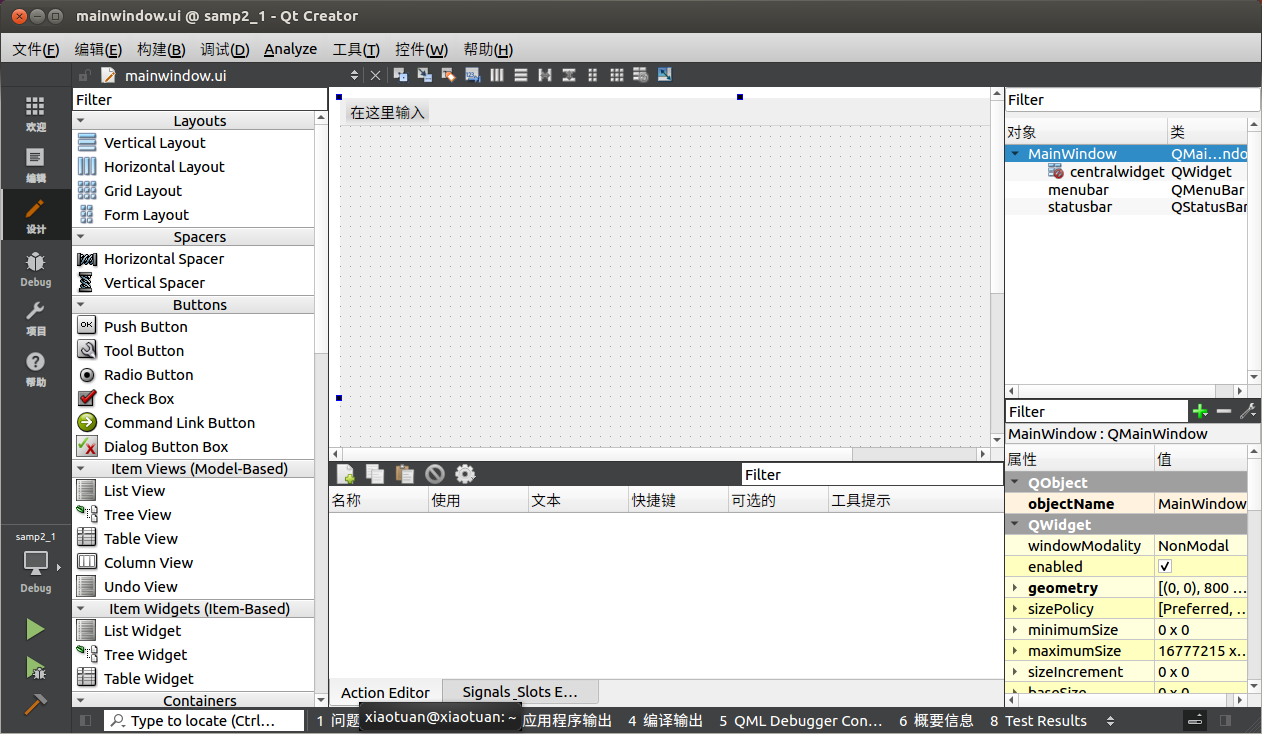 mainwindow.ui @ samp2_1 - Qt Creator
文件(F) 编辑(E) 构建(B) 调试(D) Analyze 工具(T) 控件(W) 帮助(H)
mainwindow.ui
欢迎
编辑
设计
Debug
项目
帮助
samp2_1
Debug
Filter
Layouts
Vertical Layout
Horizontal Layout
Grid Layout
Form Layout
Spacers
Horizontal Spacer
Vertical Spacer
Buttons
Push Button
Tool Button
Radio Button
Check Box
Command Link Button
Dialog Button Box
Item Views (Model-Based)
List View
Tree View
Table View
Column View
Undo View
Item Widgets (Item-Based)
List Widget
Tree Widget
Table Widget
Containers
在这里输入
Filter
名称 使用 文本 快捷键 可选的 工具提示
Action Editor Signals_Slots E...
Filter
对象 类
MainWindow QMai...ndo
centralwidget QWidget
menubar QMenuBar
statusbar QStatusBar
Filter
MainWindow : QMainWindow
属性 值
QObject
objectName MainWindow
QWidget
windowModality NonModal
enabled
geometry [(0, 0), 800 ...
sizePolicy [Preferred, ...
minimumSize 0 x 0
maximumSize 16777215 x...
sizeIncrement 0 x 0
baseSize 0 x 0
Type to locate (Ctrl... 1 问题 xiaotuan@xiaotuan: ~ 应用程序输出 4 编译输出 5 QML Debugger Con... 6 概要信息 8 Test Results